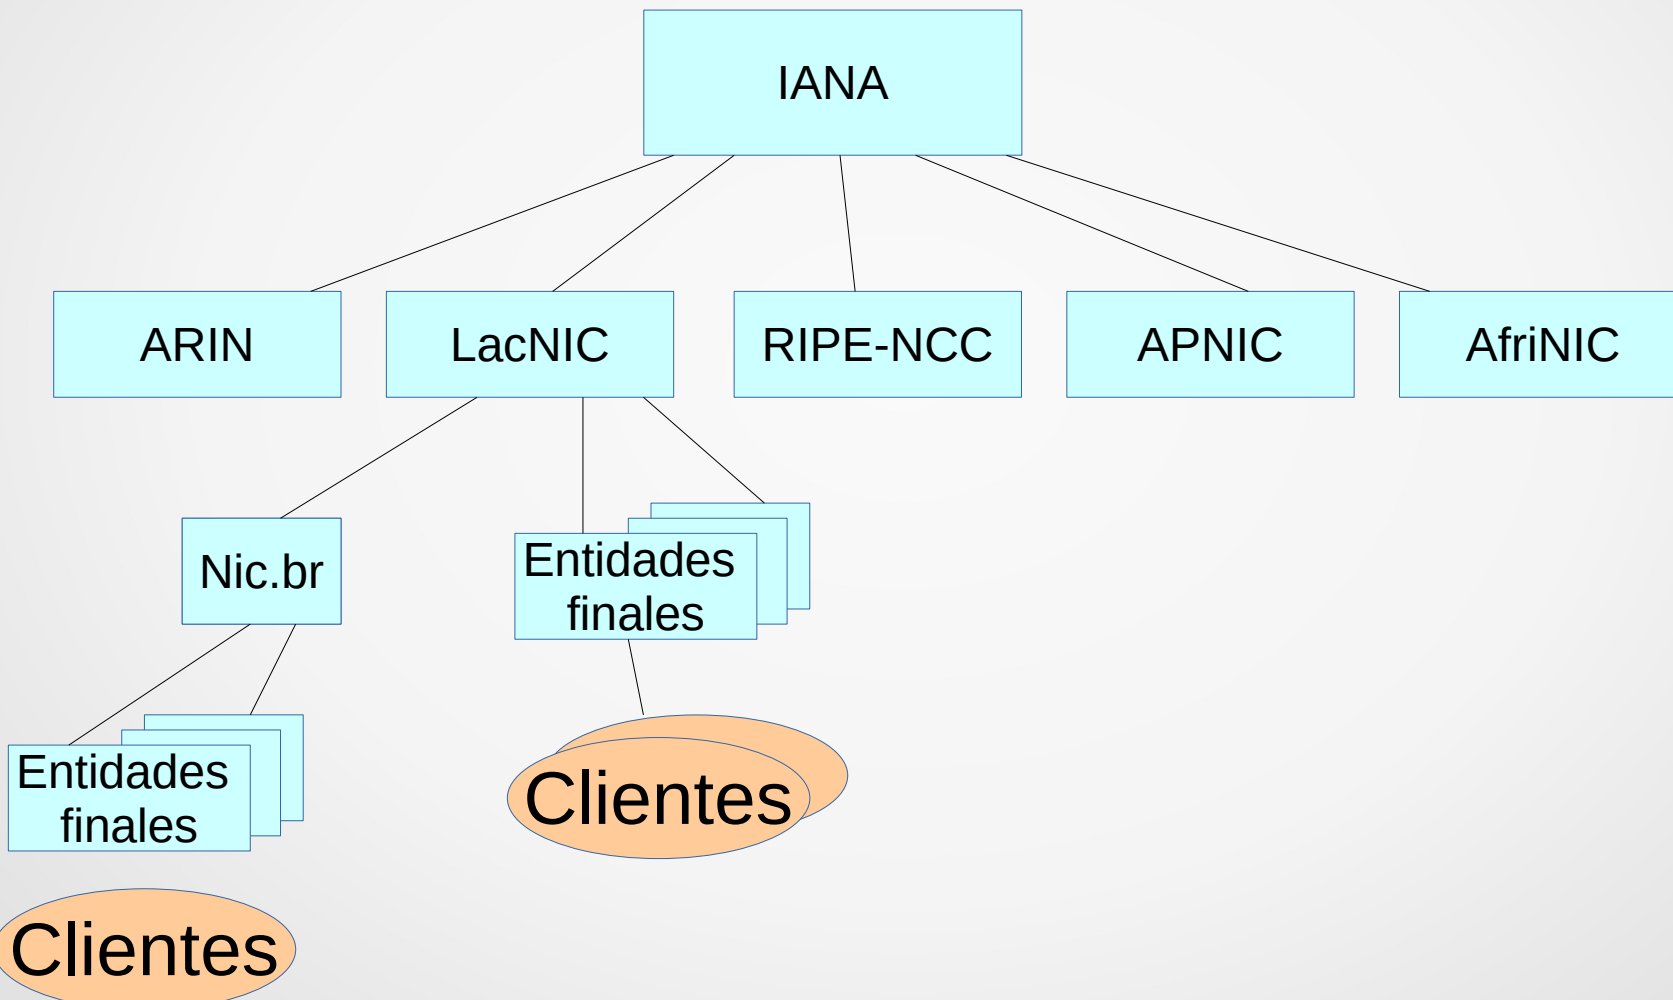 IANA
ARIN
LacNIC
RIPE-NCC
APNIC
AfriNIC
Nic.br
Entidades
finales
Entidades
finales
Clientes
Clientes